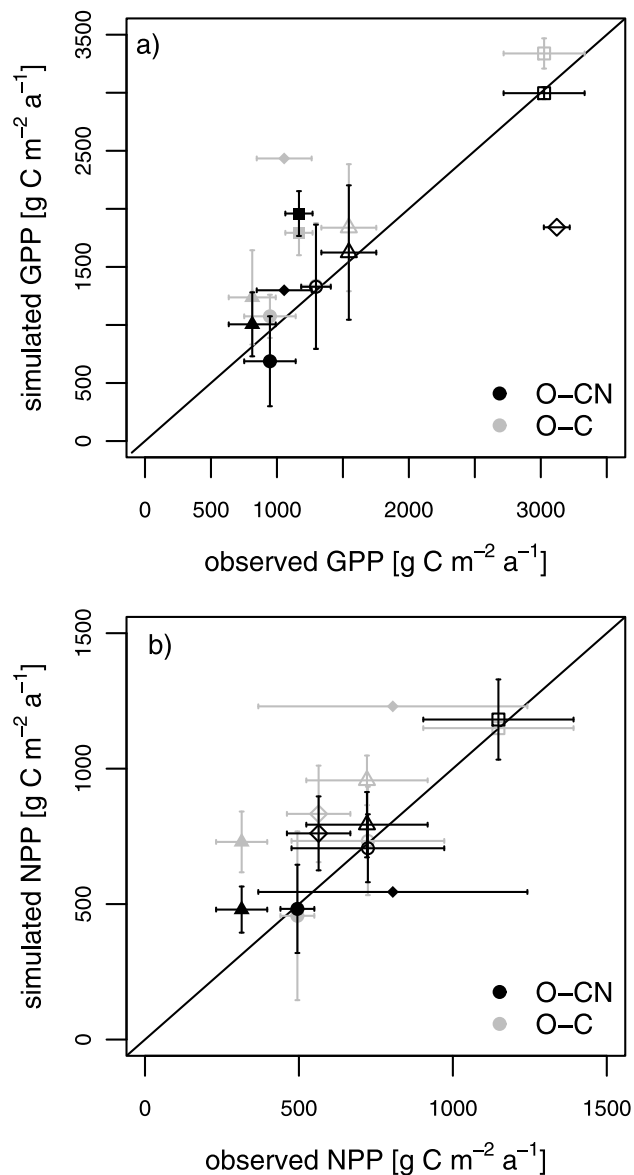 a)
3500
2500
1500
500
0
simulated GPP [g C m⁻² a⁻¹]
O−CN
O−C
0 500 1000 2000 3000
observed GPP [g C m⁻² a⁻¹]
b)
1500
1000
500
0
simulated NPP [g C m⁻² a⁻¹]
O−CN
O−C
0 500 1000 1500
observed NPP [g C m⁻² a⁻¹]